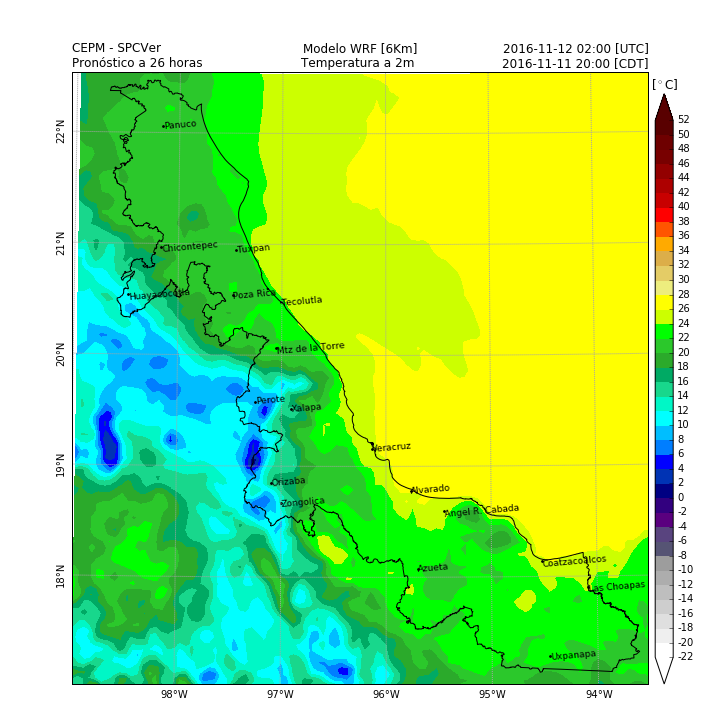 CEPM - SPCVer Modelo WRF [6Km] 2016-11-12 02:00 [UTC]
Pronóstico a 26 horas Temperatura a 2m 2016-11-11 20:00 [CDT]
[°C]
52
50
48
46
44
42
40
38
36
34
32
30
28
26
24
22
20
18
16
14
12
10
8
6
4
2
0
-2
-4
-6
-8
-10
-12
-14
-16
-18
-20
-22
22°N
21°N
20°N
19°N
18°N
Panuco
Chicontepec
Tuxpan
Huayacocotla
Poza Rica
Tecolutla
Mtz de la Torre
Perote
Xalapa
Veracruz
Orizaba
Alvarado
Zongolica
Angel R. Cabada
Azueta
Coatzacoalcos
Las Choapas
Uxpanapa
98°W 97°W 96°W 95°W 94°W